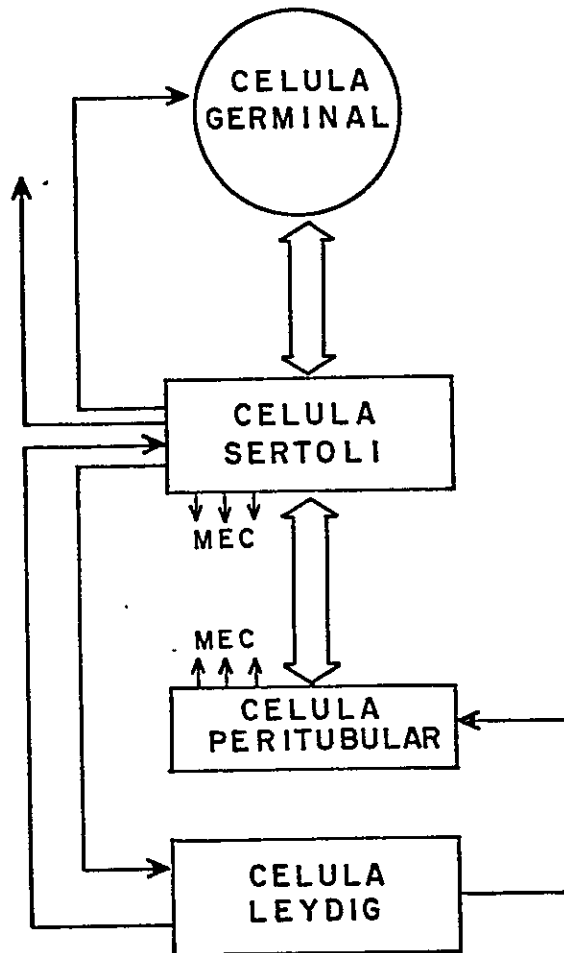 CELULA
GERMINAL
CELULA
SERTOLI
MEC
MEC
CELULA
PERITUBULAR
CELULA
LEYDIG